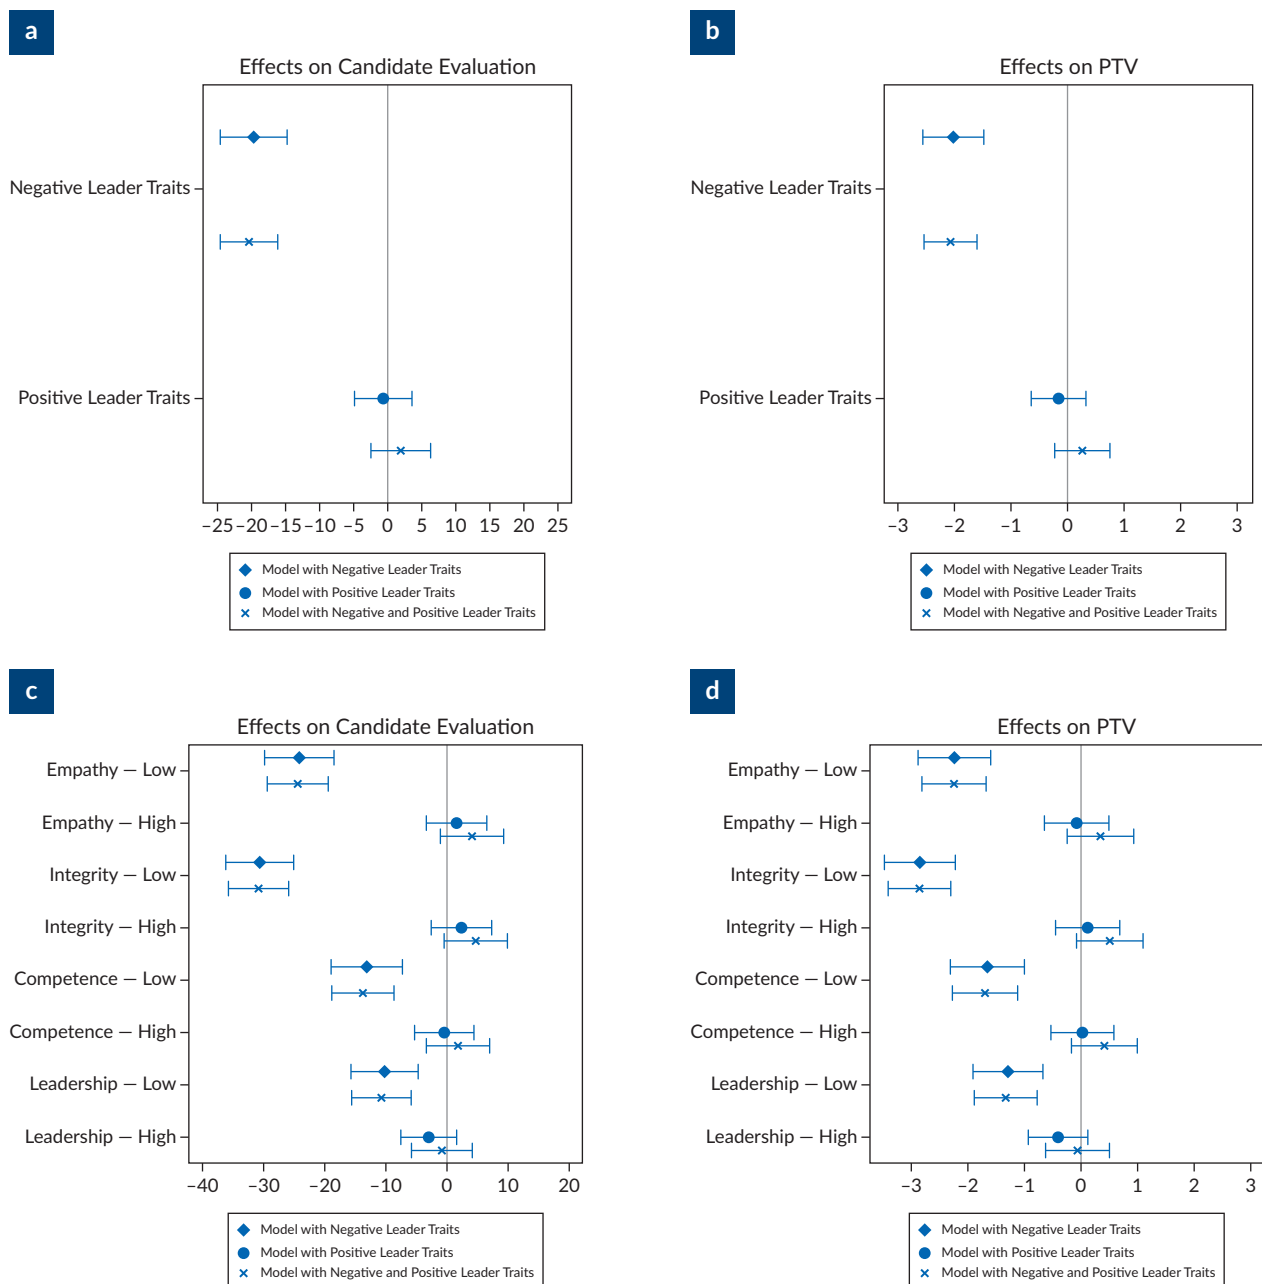 a
Effects on Candidate Evaluation
Negative Leader Traits
Positive Leader Traits
−25 −20 −15 −10 −5 0 5 10 15 20 25
Model with Negative Leader Traits
Model with Positive Leader Traits
Model with Negative and Positive Leader Traits
b
Effects on PTV
Negative Leader Traits
Positive Leader Traits
−3 −2 −1 0 1 2 3
Model with Negative Leader Traits
Model with Positive Leader Traits
Model with Negative and Positive Leader Traits
c
Effects on Candidate Evaluation
Empathy — Low
Empathy — High
Integrity — Low
Integrity — High
Competence — Low
Competence — High
Leadership — Low
Leadership — High
−40 −30 −20 −10 0 10 20
Model with Negative Leader Traits
Model with Positive Leader Traits
Model with Negative and Positive Leader Traits
d
Effects on PTV
Empathy — Low
Empathy — High
Integrity — Low
Integrity — High
Competence — Low
Competence — High
Leadership — Low
Leadership — High
−3 −2 −1 0 1 2 3
Model with Negative Leader Traits
Model with Positive Leader Traits
Model with Negative and Positive Leader Traits